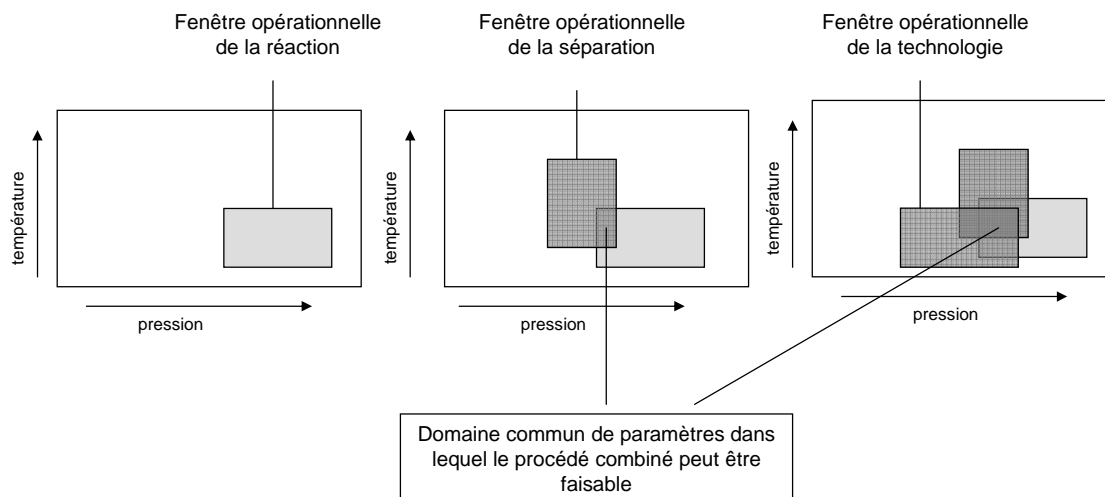 Fenêtre opérationnelle
de la réaction
Fenêtre opérationnelle
de la séparation
Fenêtre opérationnelle
de la technologie
température
pression
température
pression
température
pression
Domaine commun de paramètres dans
lequel le procédé combiné peut être
faisable